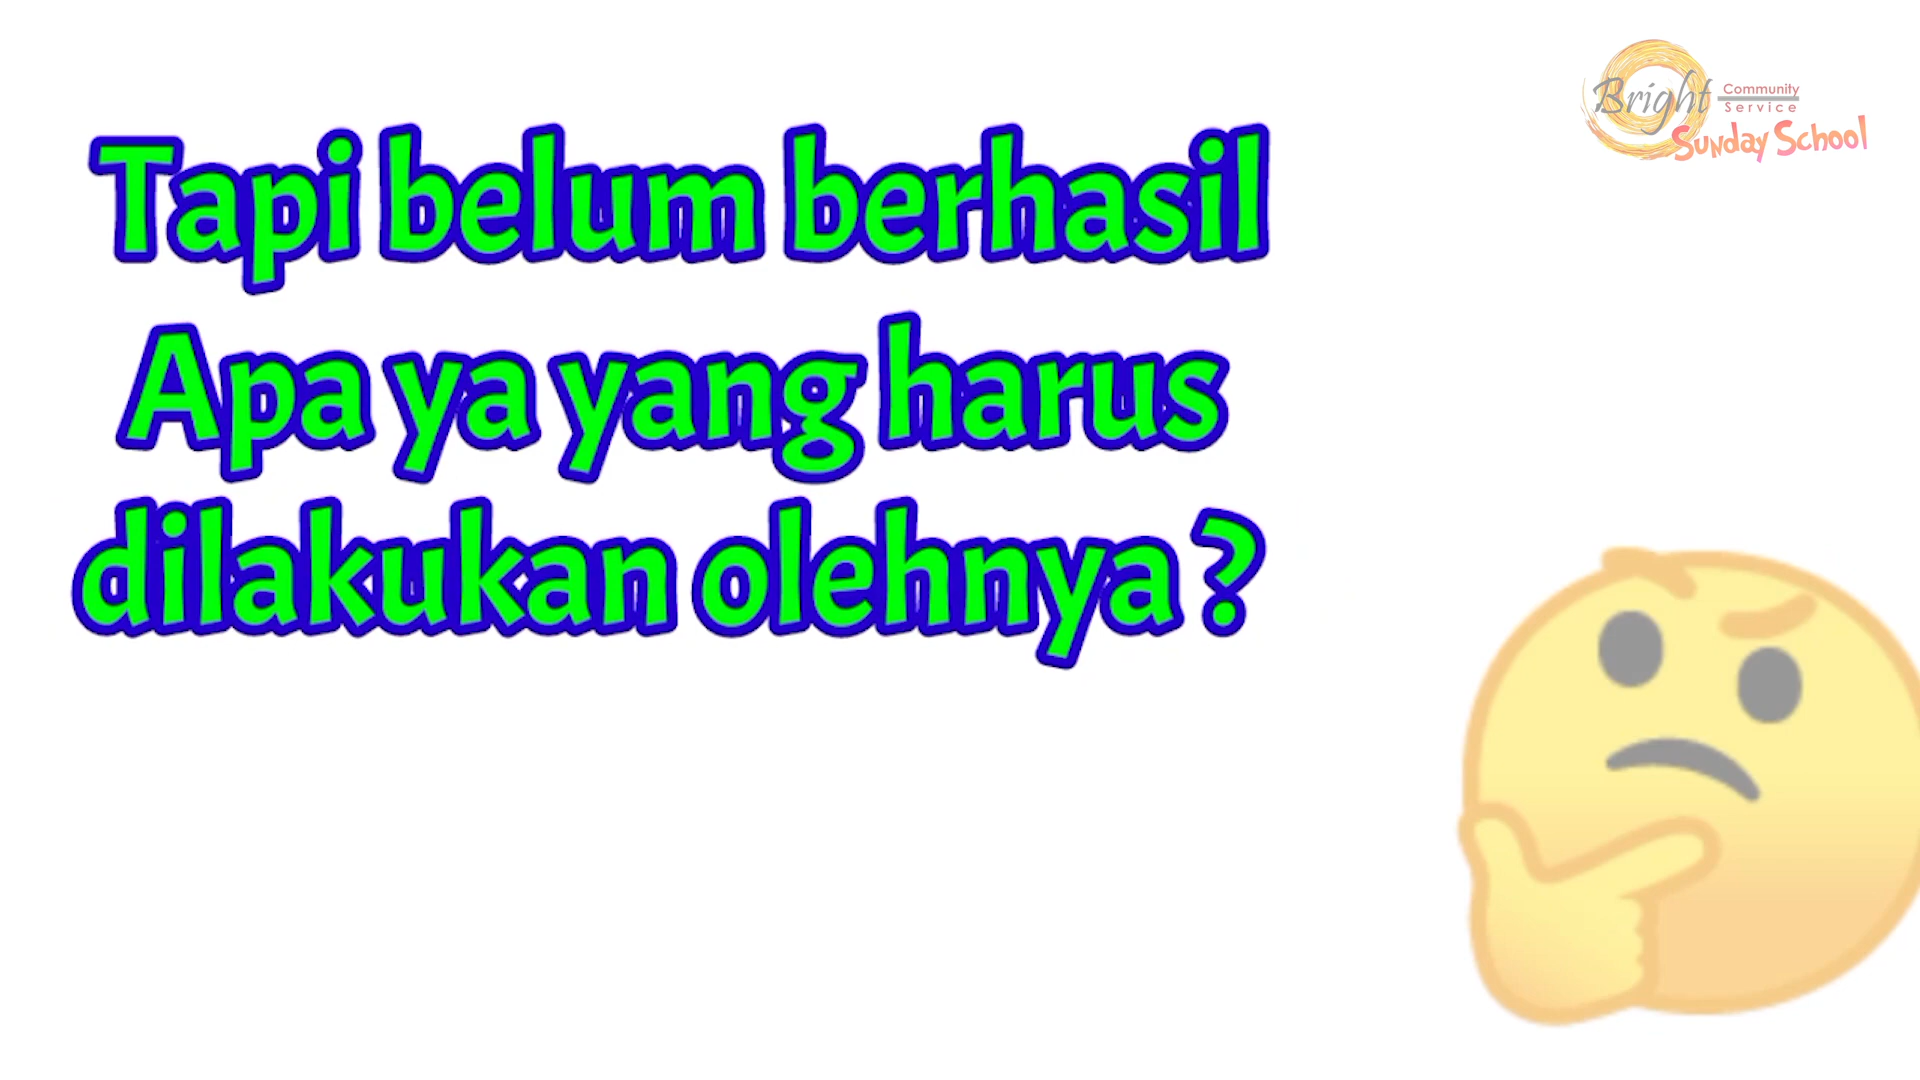 Bright Community
Service
Sunday School
Tapi belum berhasil
Apa ya yang harus
dilakukan olehnya?